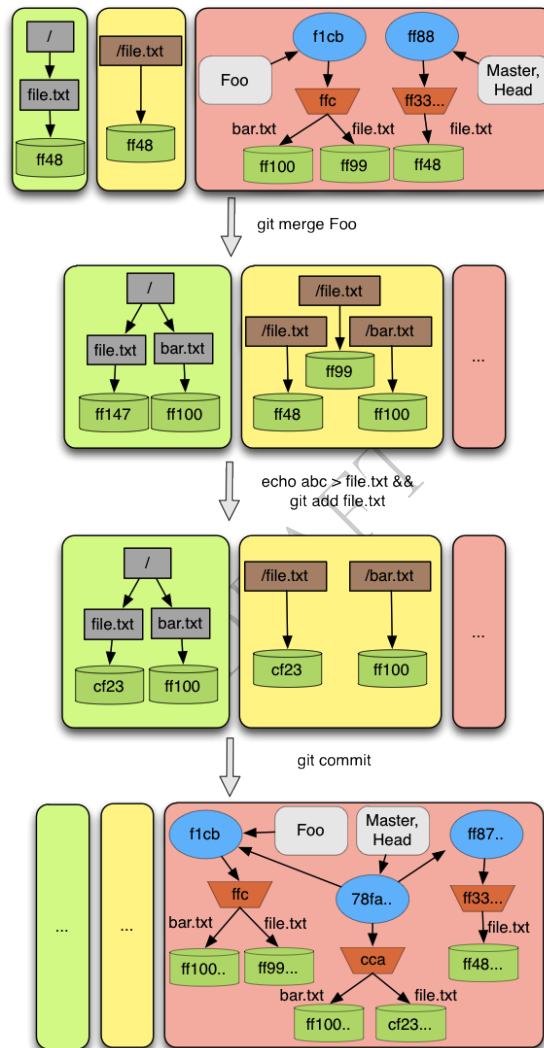 /
file.txt
ff48
/file.txt
ff48
f1cb
ff88
Foo
Master,
Head
ffc
ff33...
bar.txt
file.txt
file.txt
ff100
ff99
ff48
git merge Foo
/
file.txt
bar.txt
ff147
ff100
/file.txt
/file.txt
/bar.txt
ff99
ff48
ff100
...
echo abc > file.txt &&
git add file.txt
/
file.txt
bar.txt
cf23
ff100
/file.txt
/bar.txt
cf23
ff100
...
git commit
...
...
f1cb
Foo
Master,
Head
ff87..
ffc
78fa..
ff33...
bar.txt
file.txt
file.txt
ff100..
ff99...
cca
ff48...
bar.txt
file.txt
ff100..
cf23...